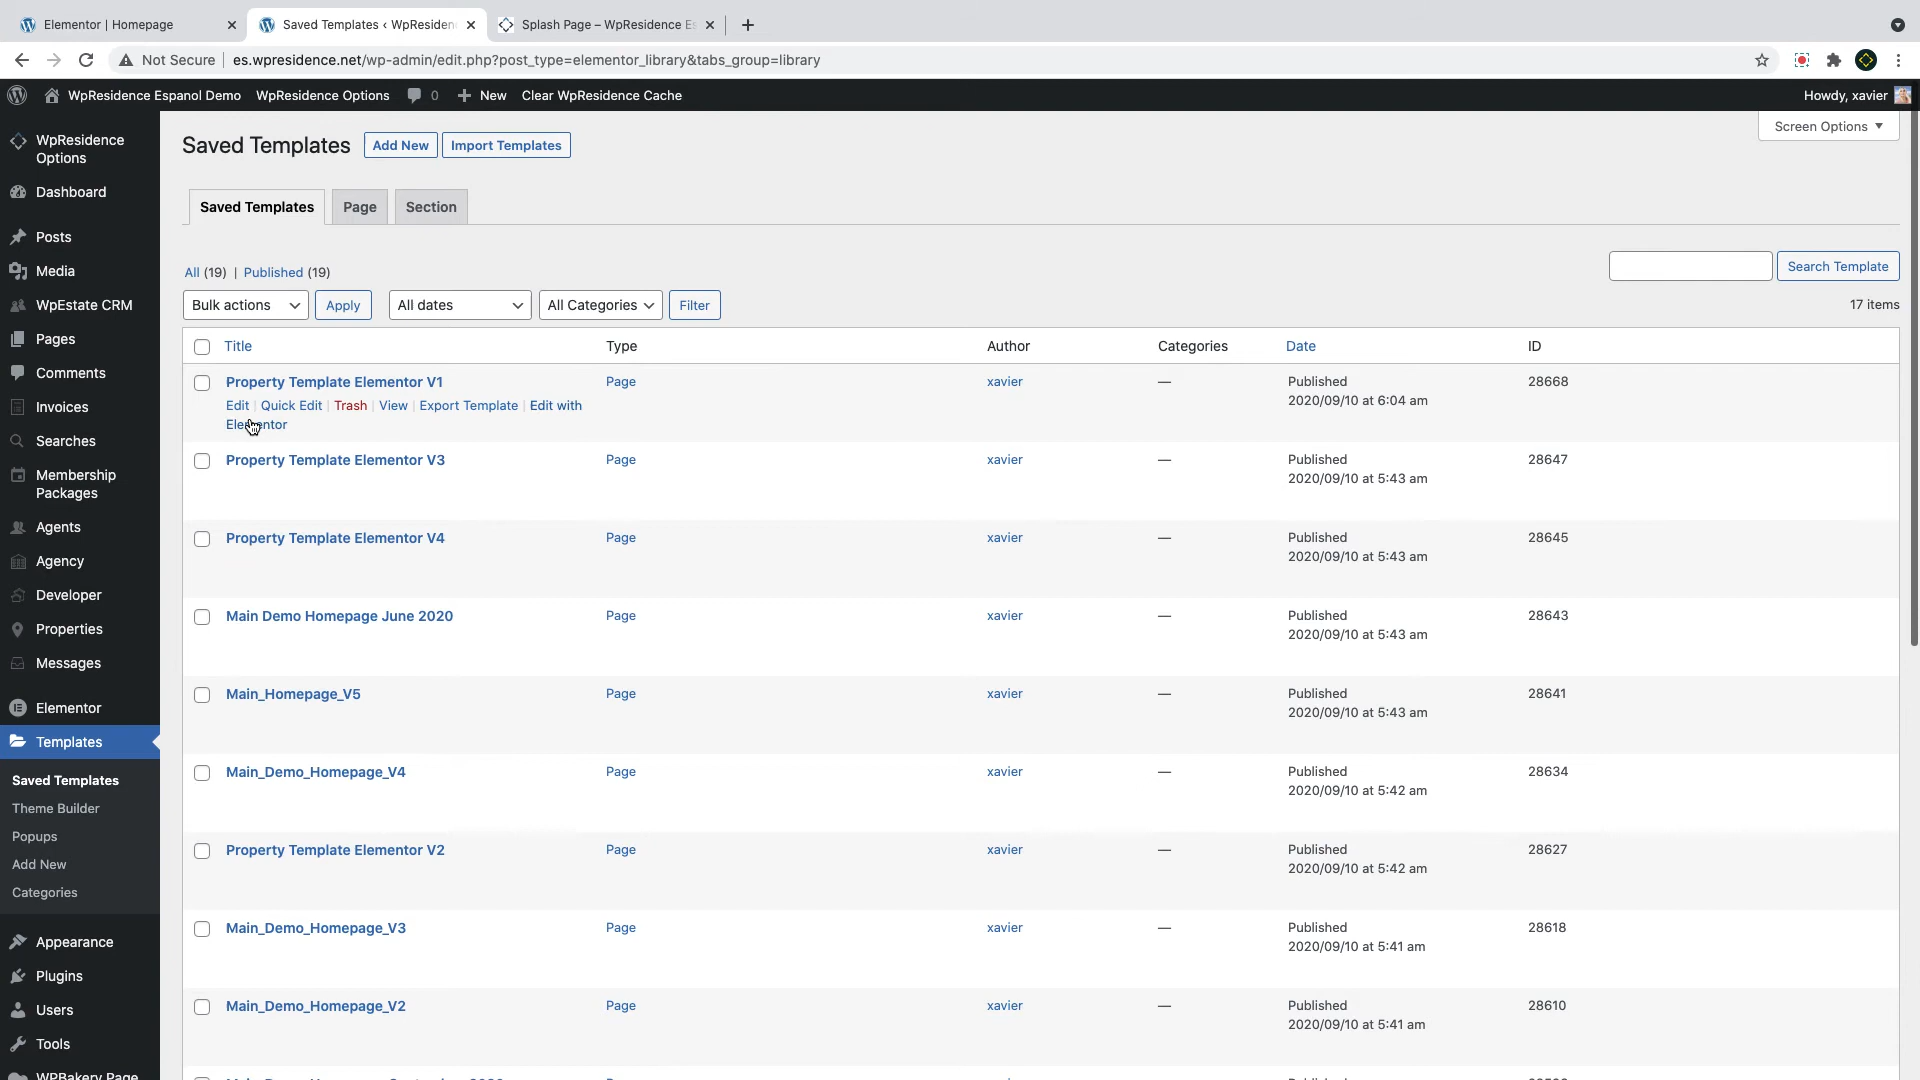 Elementor | Homepage
Saved Templates ‹ WpResiden
Splash Page – WpResidence Es
Not Secure
es.wpresidence.net/wp-admin/edit.php?post_type=elementor_library&tabs_group=library
WpResidence Espanol Demo
WpResidence Options
0
New
Clear WpResidence Cache
Howdy, xavier
WpResidence Options
Dashboard
Posts
Media
WpEstate CRM
Pages
Comments
Invoices
Searches
Membership Packages
Agents
Agency
Developer
Properties
Messages
Elementor
Templates
Saved Templates
Theme Builder
Popups
Add New
Categories
Appearance
Plugins
Users
Tools
WPBakery Page
Saved Templates
Add New
Import Templates
Screen Options
Saved Templates
Page
Section
All (19) | Published (19)
Search Template
Bulk actions
Apply
All dates
All Categories
Filter
17 items
Title Type Author Categories Date ID
Property Template Elementor V1 Page xavier — Published 28668
2020/09/10 at 6:04 am
Edit | Quick Edit | Trash | View | Export Template | Edit with
Elementor
Property Template Elementor V3 Page xavier — Published 28647
2020/09/10 at 5:43 am
Property Template Elementor V4 Page xavier — Published 28645
2020/09/10 at 5:43 am
Main Demo Homepage June 2020 Page xavier — Published 28643
2020/09/10 at 5:43 am
Main_Homepage_V5 Page xavier — Published 28641
2020/09/10 at 5:43 am
Main_Demo_Homepage_V4 Page xavier — Published 28634
2020/09/10 at 5:42 am
Property Template Elementor V2 Page xavier — Published 28627
2020/09/10 at 5:42 am
Main_Demo_Homepage_V3 Page xavier — Published 28618
2020/09/10 at 5:41 am
Main_Demo_Homepage_V2 Page xavier — Published 28610
2020/09/10 at 5:41 am